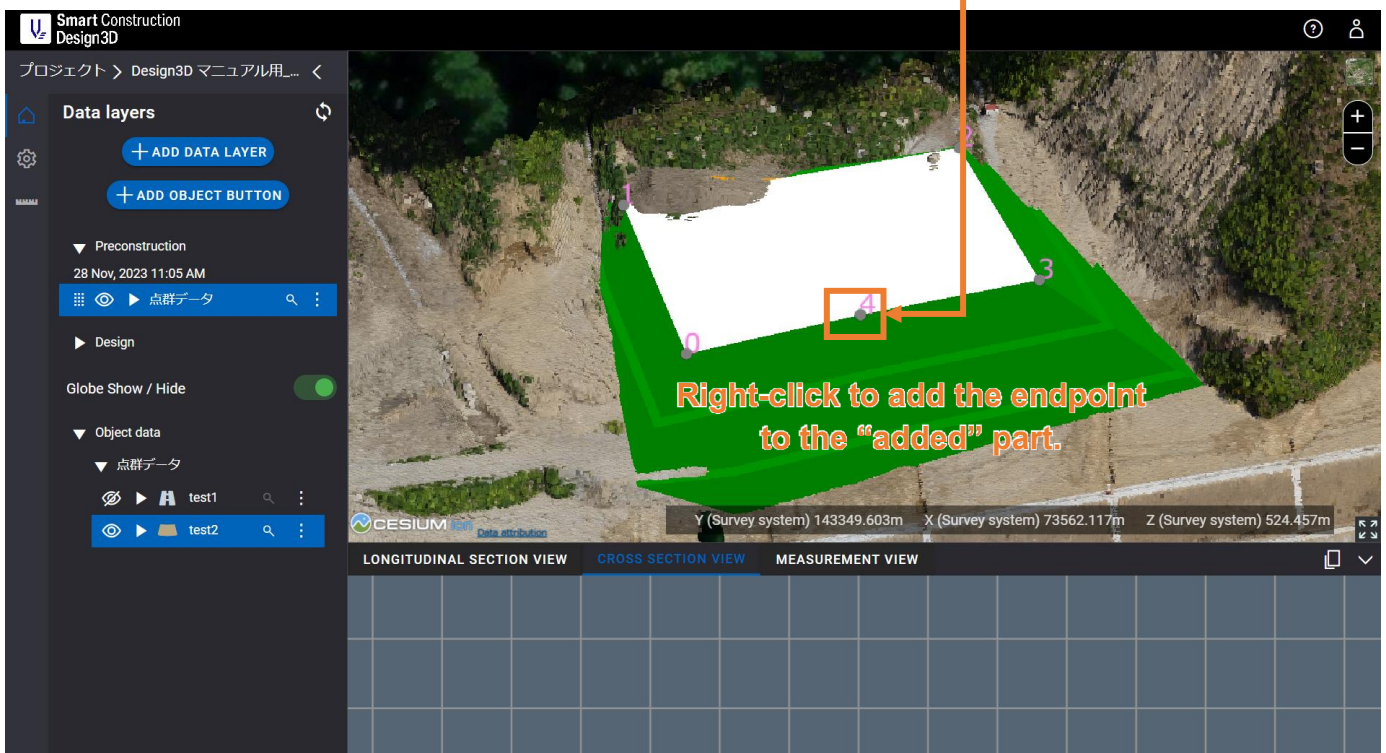 Smart Construction
Design3D
プロジェクト > Design3D マニュアル用_...
Data layers
+ ADD DATA LAYER
+ ADD OBJECT BUTTON
Preconstruction
28 Nov, 2023 11:05 AM
点群データ
Design
Globe Show / Hide
Object data
点群データ
test1
test2
1
2
3
4
0
Right-click to add the endpoint
to the “added” part.
CESIUM ion
Data attribution
Y (Survey system) 143349.603m X (Survey system) 73562.117m Z (Survey system) 524.457m
LONGITUDINAL SECTION VIEW CROSS SECTION VIEW MEASUREMENT VIEW